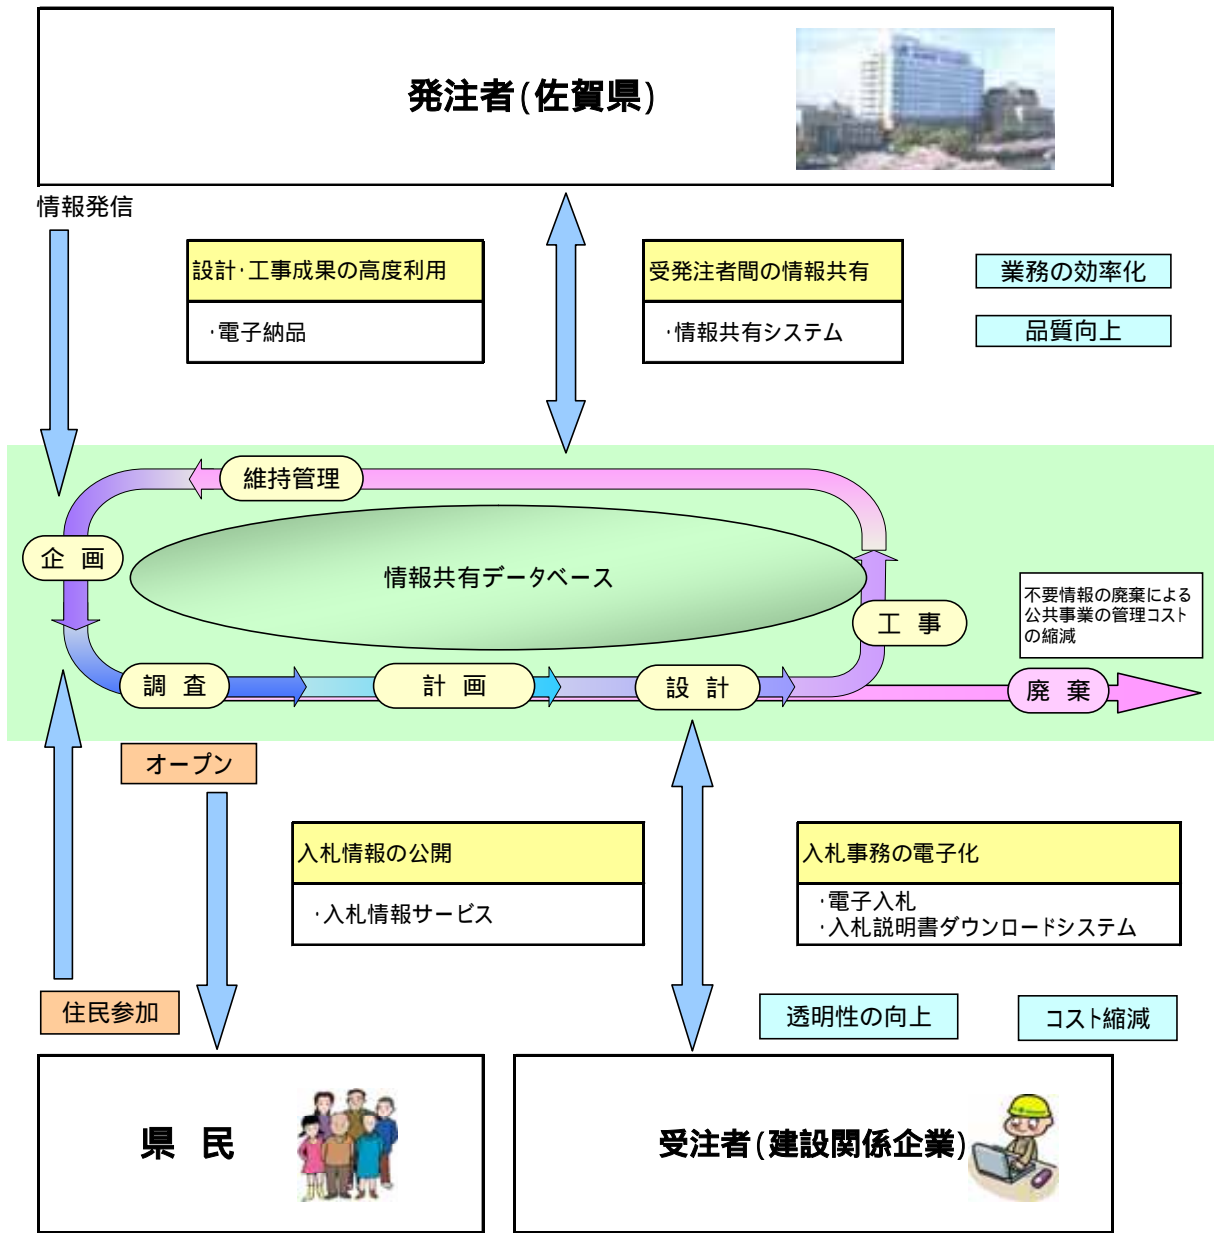 発注者(佐賀県)
情報発信
設計・工事成果の高度利用
・電子納品
受発注者間の情報共有
・情報共有システム
業務の効率化
品質向上
維持管理
企 画
情報共有データベース
工 事
不要情報の廃棄による
公共事業の管理コスト
の縮減
調 査
計 画
設 計
廃 棄
オープン
入札情報の公開
・入札情報サービス
入札事務の電子化
・電子入札
・入札説明書ダウンロードシステム
住民参加
透明性の向上
コスト縮減
県 民
受注者(建設関係企業)